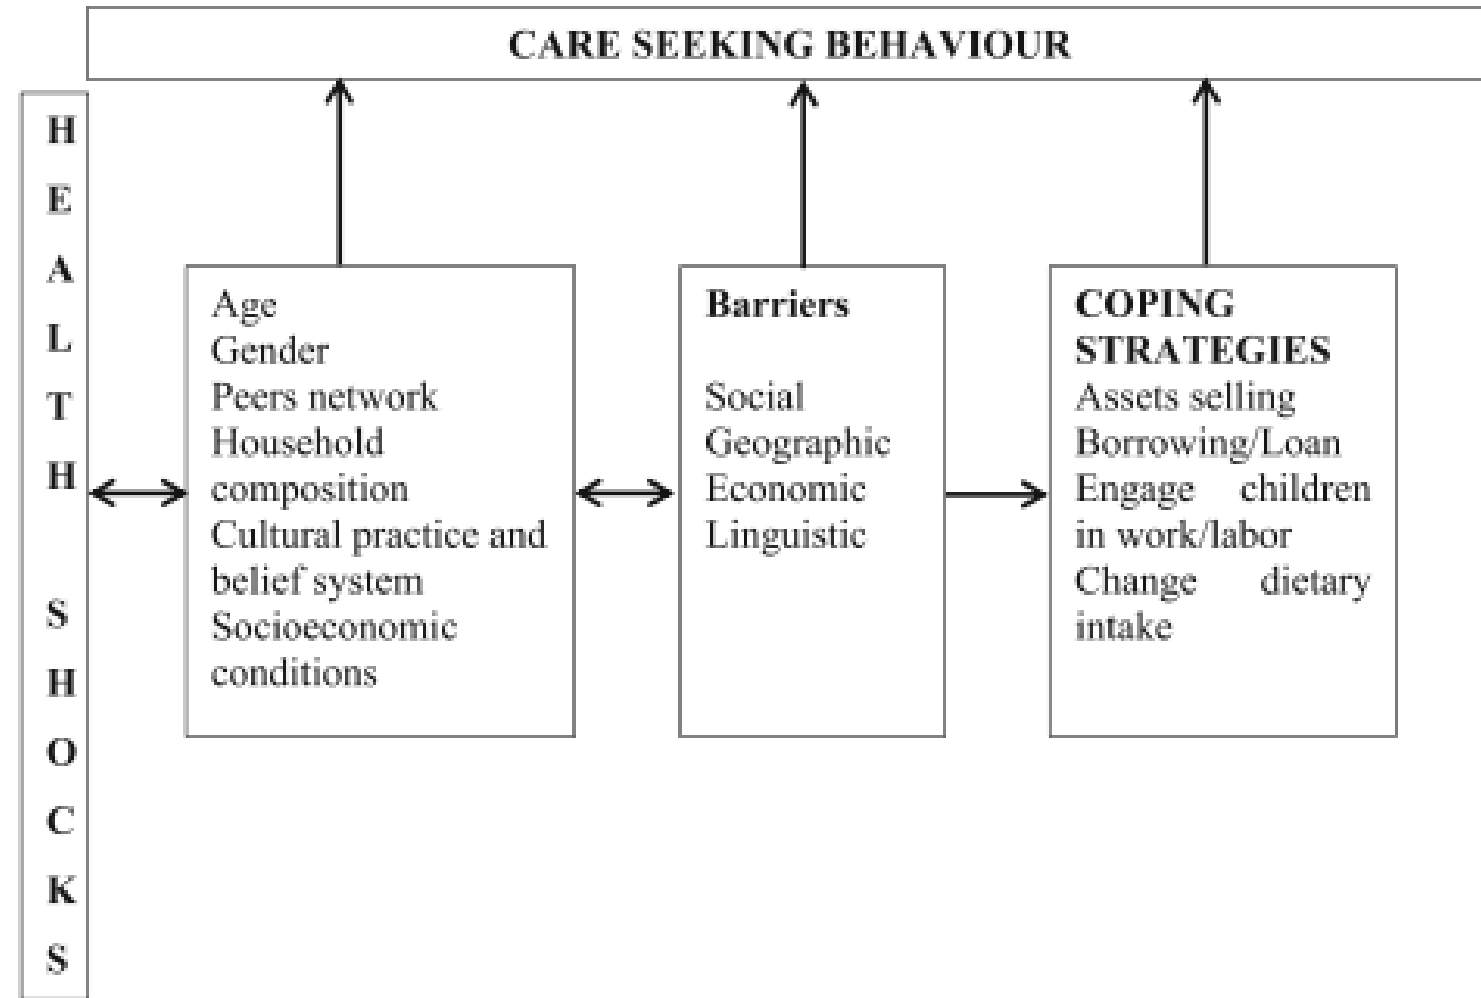 CARE SEEKING BEHAVIOUR
H
E
A
L
T
H
S
H
O
C
K
S
Age
Gender
Peers network
Household
composition
Cultural practice and
belief system
Socioeconomic
conditions
Barriers
Social
Geographic
Economic
Linguistic
COPING
STRATEGIES
Assets selling
Borrowing/Loan
Engage children
in work/labor
Change dietary
intake